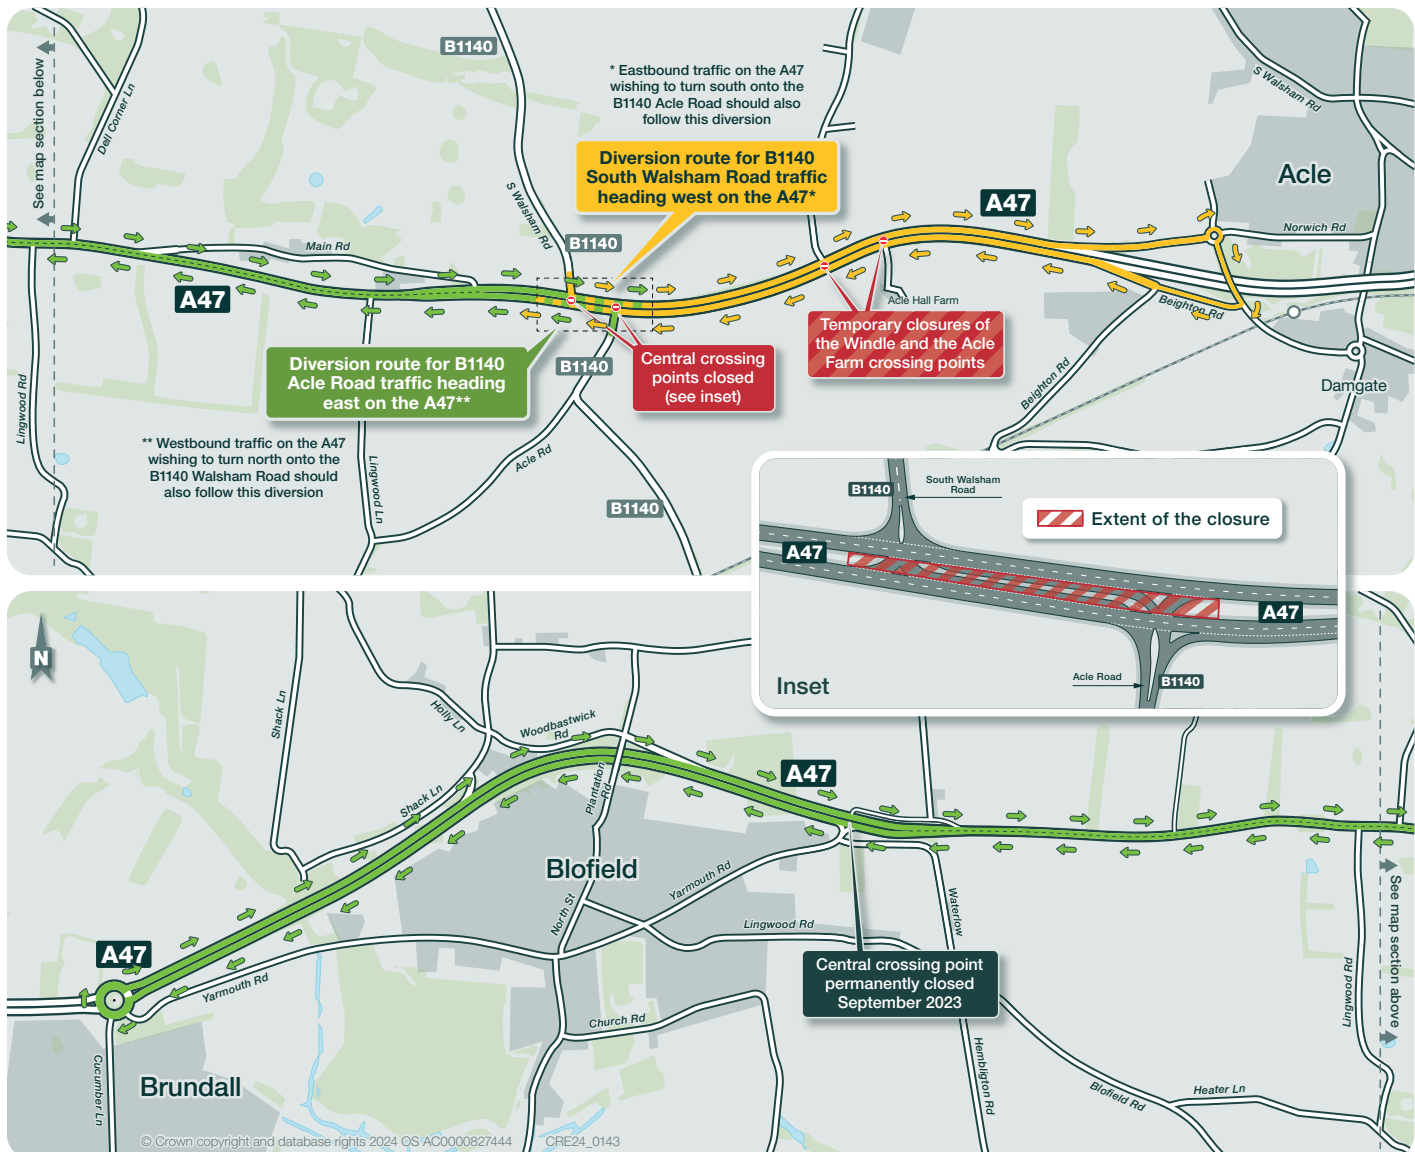 B1140
* Eastbound traffic on the A47
wishing to turn south onto the
B1140 Acle Road should also
follow this diversion
S Walsham Rd
See map section below
Dell Corner Ln
Diversion route for B1140
South Walsham Road traffic
heading west on the A47*
Acle
A47
Norwich Rd
S Walsham Rd
Main Rd
B1140
A47
Acle Hall Farm
Beighton Rd
Temporary closures of
the Windle and the Acle
Farm crossing points
Diversion route for B1140
Acle Road traffic heading
east on the A47**
B1140
Central crossing
points closed
(see inset)
Beighton Rd
Damgate
Lingwood Rd
** Westbound traffic on the A47
wishing to turn north onto the
B1140 Walsham Road should
also follow this diversion
Lingwood Ln
Acle Rd
B1140
B1140
South Walsham
Road
Extent of the closure
A47
A47
Acle Road
B1140
Inset
N
Shack Ln
Holly Ln
Woodbastwick
Rd
A47
Shack Ln
Plantation
Rd
Blofield
Yarmouth Rd
North St
Lingwood Rd
Waterlow
See map section above
A47
Yarmouth Rd
Central crossing point
permanently closed
September 2023
Lingwood Rd
Church Rd
Brundall
Cucumber Ln
Hemblington Rd
Blofield Rd
Heater Ln
© Crown copyright and database rights 2024 OS AC0000827444
CRE24_0143